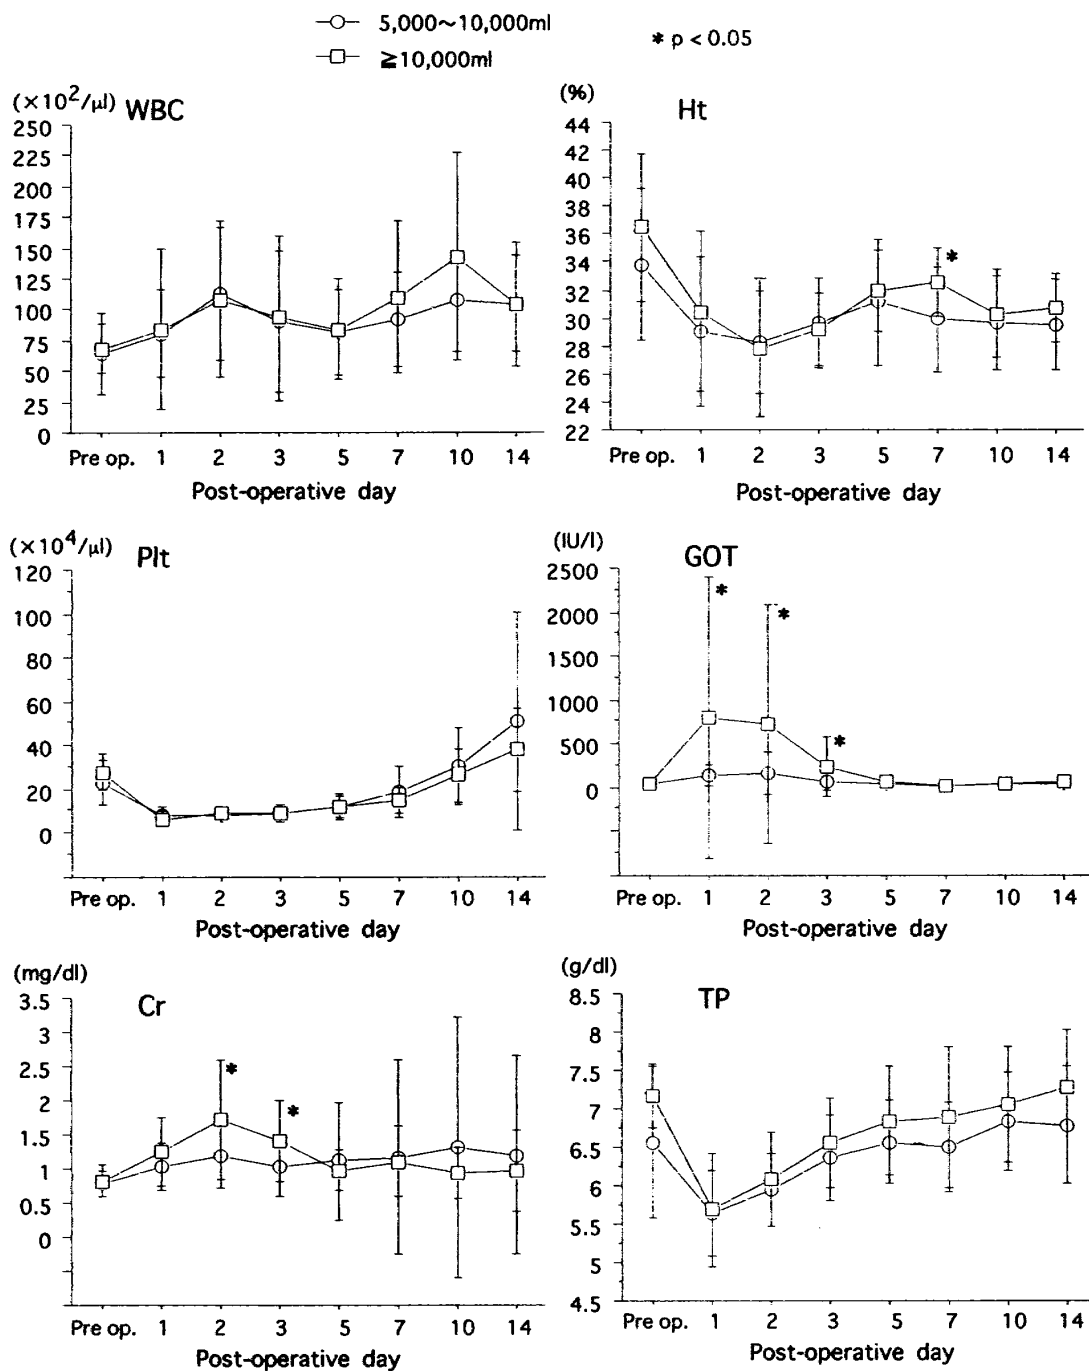 5,000~10,000ml
≧10,000ml
* p < 0.05
(×10²/μl) WBC
250
225
200
175
150
125
100
75
50
25
0
Pre op. 1 2 3 5 7 10 14
Post-operative day
(%) Ht
44
42
40
38
36
34
32
30
28
26
24
22
*
Pre op. 1 2 3 5 7 10 14
Post-operative day
(×10⁴/μl) Plt
120
100
80
60
40
20
0
Pre op. 1 2 3 5 7 10 14
Post-operative day
(IU/l) GOT
2500
2000
1500
1000
500
0
* * *
Pre op. 1 2 3 5 7 10 14
Post-operative day
(mg/dl) Cr
3.5
3
2.5
2
1.5
1
0.5
0
* *
Pre op. 1 2 3 5 7 10 14
Post-operative day
(g/dl) TP
8.5
8
7.5
7
6.5
6
5.5
5
4.5
Pre op. 1 2 3 5 7 10 14
Post-operative day